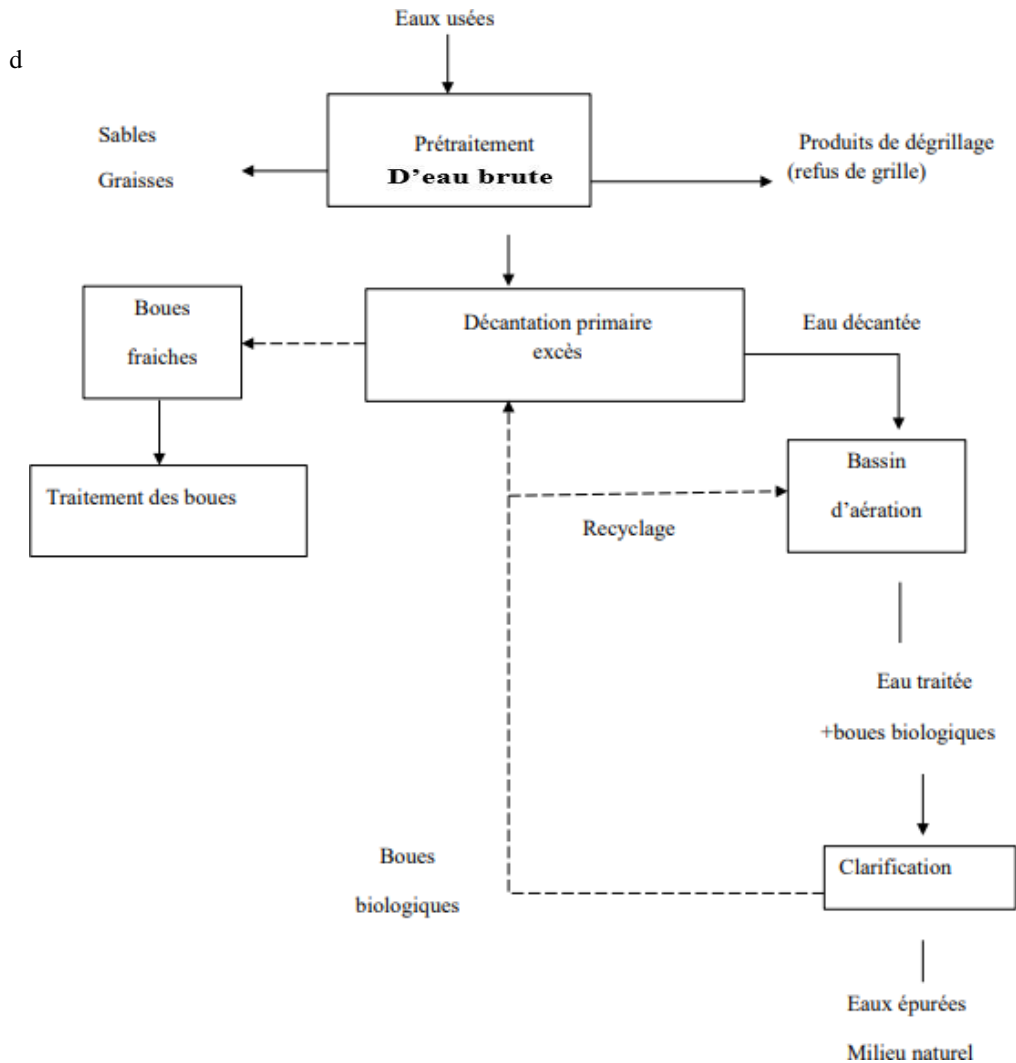 Eaux usées
d
Sables
Graisses
Prétraitement
D’eau brute
Produits de dégrillage
(refus de grille)
Boues
fraiches
Décantation primaire
excès
Eau décantée
Traitement des boues
Bassin
d’aération
Recyclage
Eau traitée
+boues biologiques
Boues
biologiques
Clarification
Eaux épurées
Milieu naturel